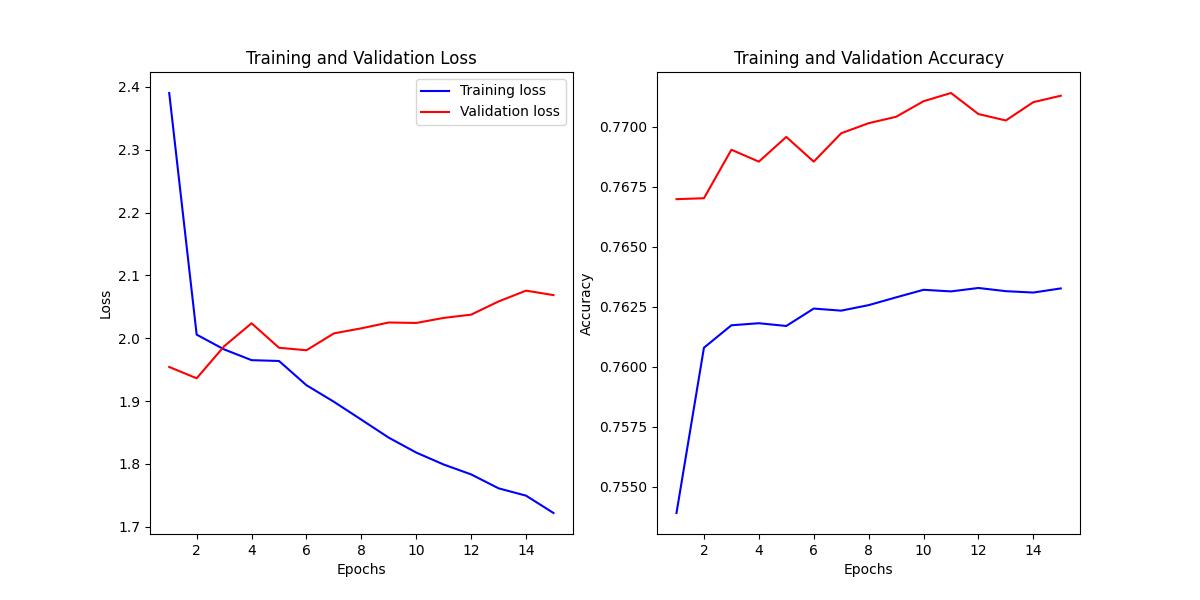 Training and Validation Loss
Training loss
Validation loss
2.4
2.3
2.2
2.1
2.0
1.9
1.8
1.7
Loss
2 4 6 8 10 12 14
Epochs
Training and Validation Accuracy
0.7700
0.7675
0.7650
0.7625
0.7600
0.7575
0.7550
Accuracy
2 4 6 8 10 12 14
Epochs